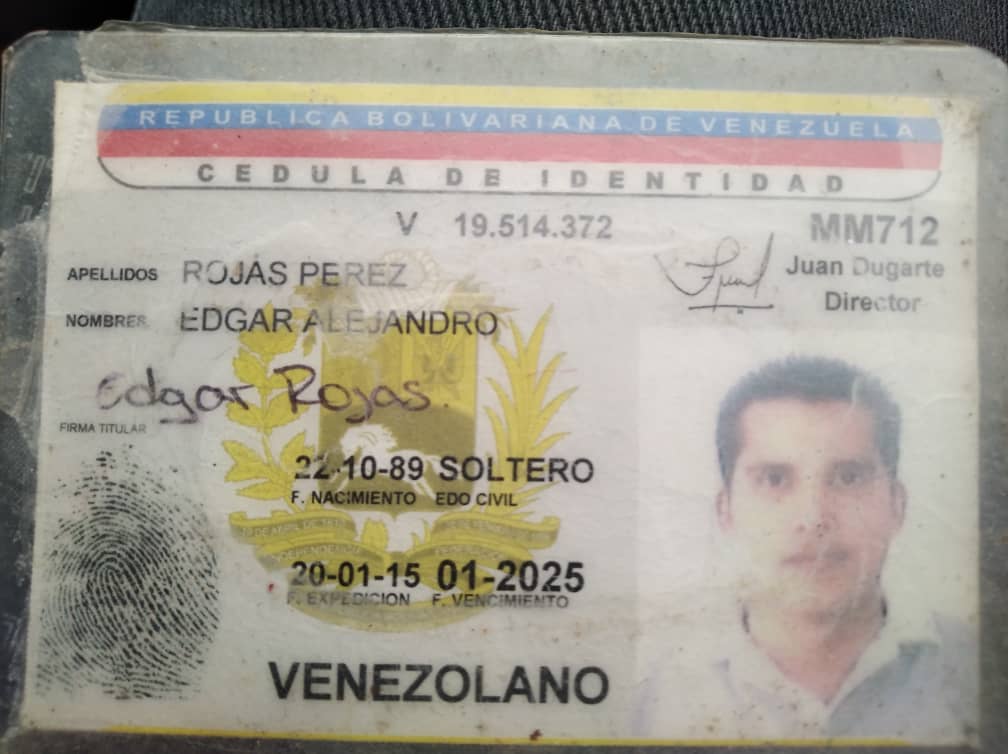 REPUBLICA BOLIVARIANA DE VENEZUELA
CEDULA DE IDENTIDAD
V 19.514.372 MM712
Juan Dugarte
Director
APELLIDOS ROJAS PEREZ
NOMBRES EDGAR ALEJANDRO
Edgar Rojas.
FIRMA TITULAR
22-10-89 SOLTERO
F. NACIMIENTO EDO CIVIL
20-01-15 01-2025
F. EXPEDICION F. VENCIMIENTO
VENEZOLANO